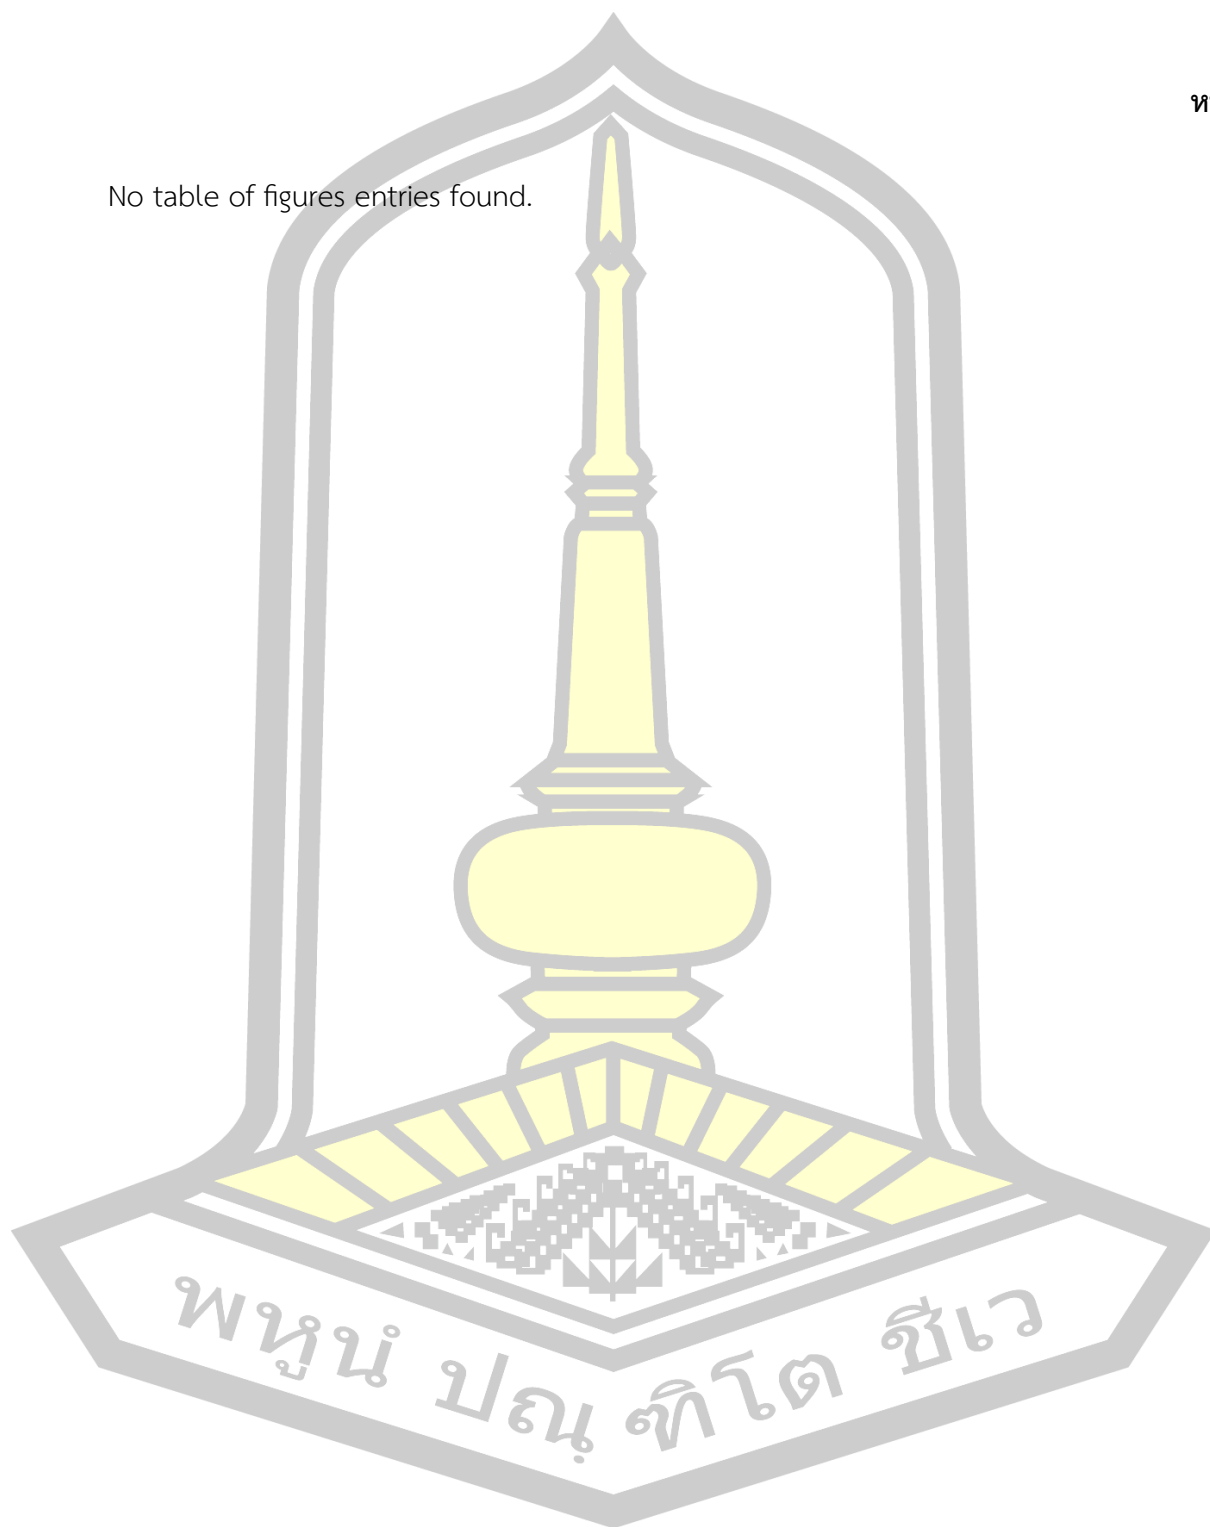 ห
No table of figures entries found.
พหูนํ ปณฺฑิโต ชีเว